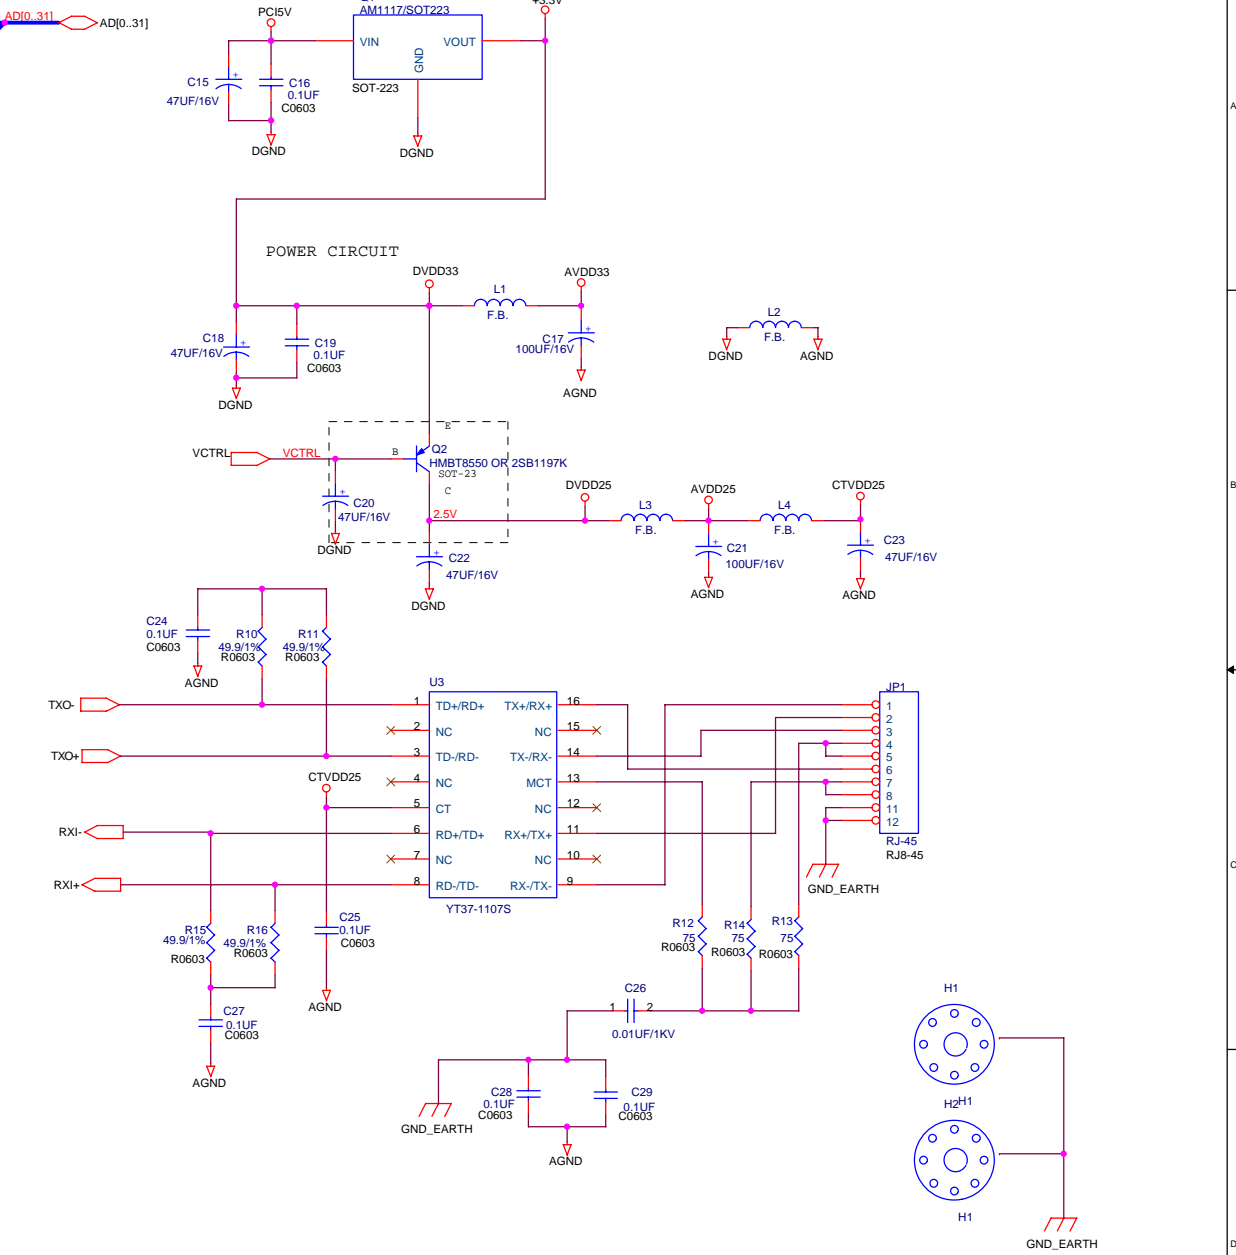 AD[0..31]
AD[0..31]
PCI5V
AM1117/SOT223
+3.3V
VIN
VOUT
GND
SOT-223
C15
47UF/16V
C16
0.1UF
C0603
DGND
DGND
POWER CIRCUIT
DVDD33
L1
F.B.
AVDD33
C18
47UF/16V
C19
0.1UF
C0603
C17
100UF/16V
L2
F.B.
DGND
AGND
DGND
AGND
VCTRL
VCTRL
E
B
Q2
HMBT8550 OR 2SB1197K
SOT-23
C
C20
47UF/16V
DGND
2.5V
DVDD25
L3
F.B.
AVDD25
L4
F.B.
CTVDD25
C22
47UF/16V
C21
100UF/16V
C23
47UF/16V
DGND
AGND
AGND
C24
0.1UF
C0603
R10
49.9/1%
R0603
R11
49.9/1%
R0603
AGND
U3
JP1
TXO-
1
TD+/RD+
TX+/RX+
16
1
2
NC
NC
15
2
3
TXO+
3
TD-/RD-
TX-/RX-
14
4
5
CTVDD25
4
NC
MCT
13
6
7
5
CT
NC
12
8
11
RXI-
6
RD+/TD+
RX+/TX+
11
12
7
NC
NC
10
RJ-45
RJ8-45
RXI+
8
RD-/TD-
RX-/TX-
9
GND_EARTH
YT37-1107S
R15
49.9/1%
R0603
R16
49.9/1%
R0603
C25
0.1UF
C0603
R12
75
R0603
R14
75
R0603
R13
75
R0603
AGND
C27
0.1UF
C0603
AGND
C26
1
2
0.01UF/1KV
H1
C28
0.1UF
C0603
C29
0.1UF
C0603
GND_EARTH
AGND
H2
H1
H1
GND_EARTH
A
B
C
D